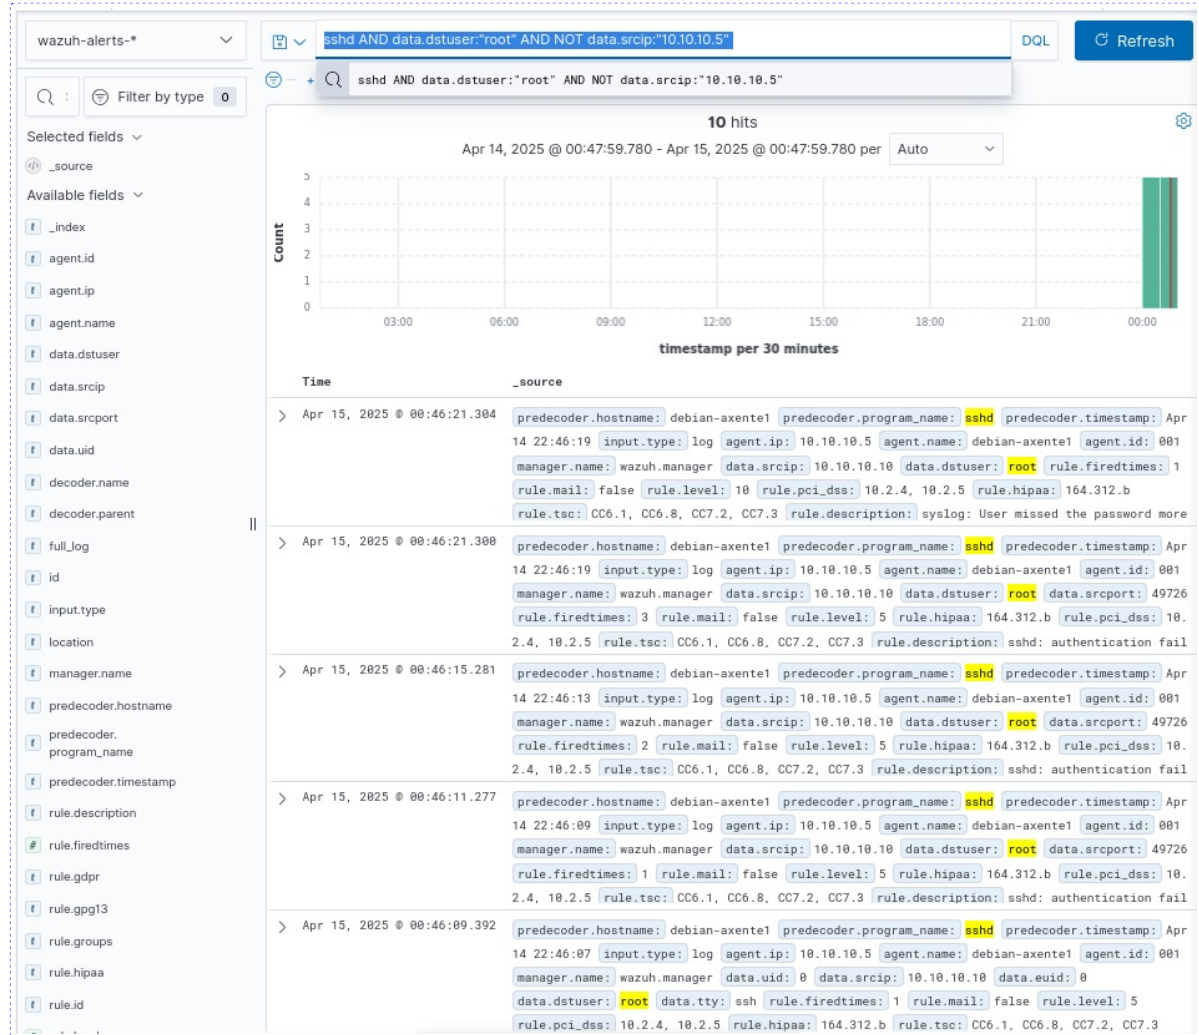 wazuh-alerts-*
sshd AND data.dstuser:"root" AND NOT data.srcip:"10.10.10.5"
DQL
Refresh
sshd AND data.dstuser:"root" AND NOT data.srcip:"10.10.10.5"
Filter by type 0
Selected fields
_source
Available fields
_index
agent.id
agent.ip
agent.name
data.dstuser
data.srcip
data.srcport
data.uid
decoder.name
decoder.parent
full_log
id
input.type
location
manager.name
predecoder.hostname
predecoder.
program_name
predecoder.timestamp
rule.description
rule.firedtimes
rule.gdpr
rule.gpg13
rule.groups
rule.hipaa
rule.id
10 hits
Apr 14, 2025 @ 00:47:59.780 - Apr 15, 2025 @ 00:47:59.780 per Auto
Count
5
4
3
2
1
0
03:00 06:00 09:00 12:00 15:00 18:00 21:00 00:00
timestamp per 30 minutes
Time _source
Apr 15, 2025 @ 00:46:21.304
predecoder.hostname: debian-axente1 predecoder.program_name: sshd predecoder.timestamp: Apr
14 22:46:19 input.type: log agent.ip: 10.10.10.5 agent.name: debian-axente1 agent.id: 001
manager.name: wazuh.manager data.srcip: 10.10.10.10 data.dstuser: root rule.firedtimes: 1
rule.mail: false rule.level: 10 rule.pci_dss: 10.2.4, 10.2.5 rule.hipaa: 164.312.b
rule.tsc: CC6.1, CC6.8, CC7.2, CC7.3 rule.description: syslog: User missed the password more
Apr 15, 2025 @ 00:46:21.300
predecoder.hostname: debian-axente1 predecoder.program_name: sshd predecoder.timestamp: Apr
14 22:46:19 input.type: log agent.ip: 10.10.10.5 agent.name: debian-axente1 agent.id: 001
manager.name: wazuh.manager data.srcip: 10.10.10.10 data.dstuser: root data.srcport: 49726
rule.firedtimes: 3 rule.mail: false rule.level: 5 rule.hipaa: 164.312.b rule.pci_dss: 10.
2.4, 10.2.5 rule.tsc: CC6.1, CC6.8, CC7.2, CC7.3 rule.description: sshd: authentication fail
Apr 15, 2025 @ 00:46:15.281
predecoder.hostname: debian-axente1 predecoder.program_name: sshd predecoder.timestamp: Apr
14 22:46:13 input.type: log agent.ip: 10.10.10.5 agent.name: debian-axente1 agent.id: 001
manager.name: wazuh.manager data.srcip: 10.10.10.10 data.dstuser: root data.srcport: 49726
rule.firedtimes: 2 rule.mail: false rule.level: 5 rule.hipaa: 164.312.b rule.pci_dss: 10.
2.4, 10.2.5 rule.tsc: CC6.1, CC6.8, CC7.2, CC7.3 rule.description: sshd: authentication fail
Apr 15, 2025 @ 00:46:11.277
predecoder.hostname: debian-axente1 predecoder.program_name: sshd predecoder.timestamp: Apr
14 22:46:09 input.type: log agent.ip: 10.10.10.5 agent.name: debian-axente1 agent.id: 001
manager.name: wazuh.manager data.srcip: 10.10.10.10 data.dstuser: root data.srcport: 49726
rule.firedtimes: 1 rule.mail: false rule.level: 5 rule.hipaa: 164.312.b rule.pci_dss: 10.
2.4, 10.2.5 rule.tsc: CC6.1, CC6.8, CC7.2, CC7.3 rule.description: sshd: authentication fail
Apr 15, 2025 @ 00:46:09.392
predecoder.hostname: debian-axente1 predecoder.program_name: sshd predecoder.timestamp: Apr
14 22:46:07 input.type: log agent.ip: 10.10.10.5 agent.name: debian-axente1 agent.id: 001
manager.name: wazuh.manager data.uid: 0 data.srcip: 10.10.10.10 data.euid: 0
data.dstuser: root data.tty: ssh rule.firedtimes: 1 rule.mail: false rule.level: 5
rule.pci_dss: 10.2.4, 10.2.5 rule.hipaa: 164.312.b rule.tsc: CC6.1, CC6.8, CC7.2, CC7.3